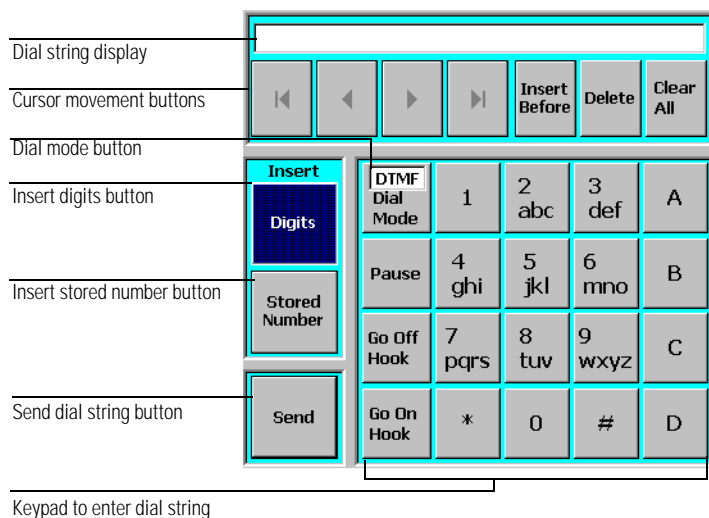 Dial string display
Cursor movement buttons
Insert Before
Delete
Clear All
Dial mode button
Insert
DTMF
Dial Mode
1
2 abc
3 def
A
Insert digits button
Digits
Pause
4 ghi
5 jkl
6 mno
B
Insert stored number button
Stored Number
Go Off Hook
7 pqrs
8 tuv
9 wxyz
C
Send dial string button
Send
Go On Hook
*
0
#
D
Keypad to enter dial string